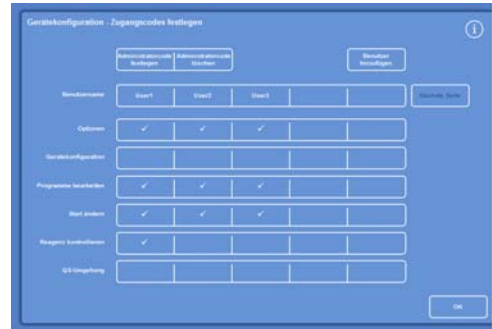 Gerätekonfiguration - Zugangscodes festlegen
Administratorcode festlegen
Administratorcode löschen
Benutzer hinzufügen
Benutzername User1 User2 User3 Nächste Seite
Optionen ✓ ✓ ✓
Gerätekonfiguration
Programme bearbeiten ✓ ✓ ✓
Start ändern ✓ ✓ ✓
Reagenz kontrollieren ✓
QS Umgebung
OK